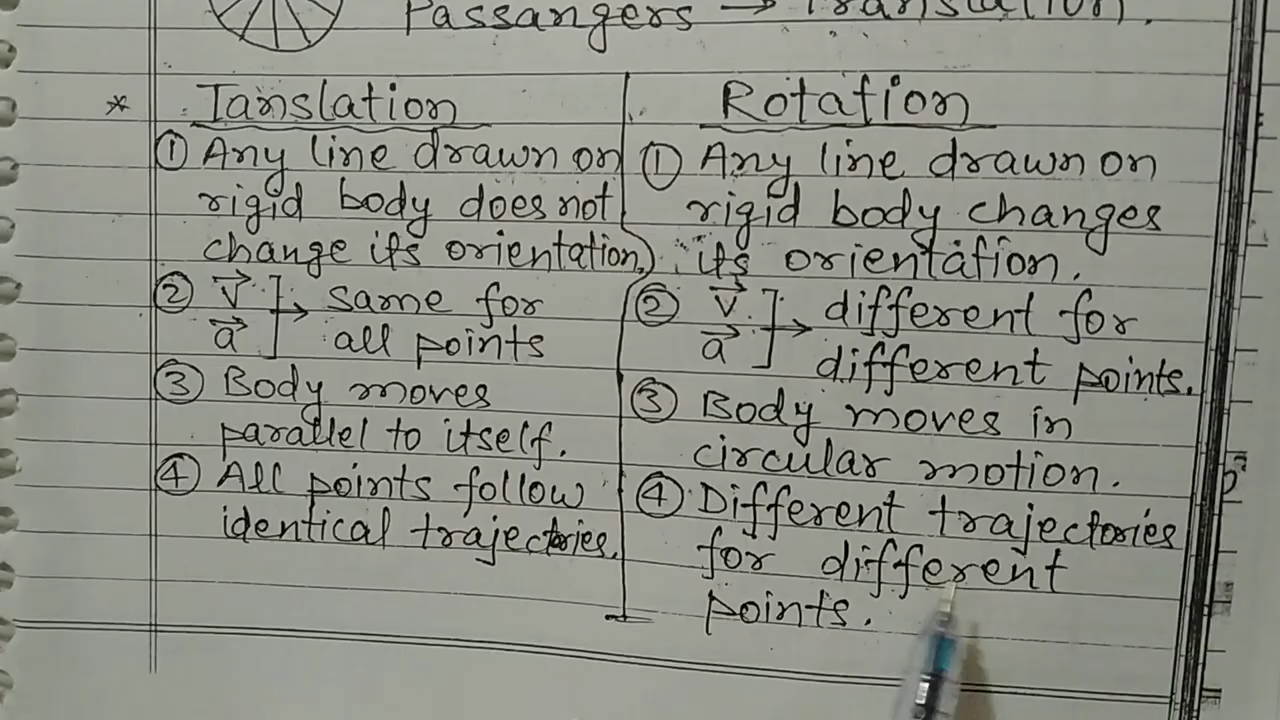 Passangers → Translation.
* Tanslation
① Any line drawn on
rigid body does not
change its orientation.
② v⃗
a⃗ ] → same for
all points
③ Body moves
parallel to itself.
④ All points follow
identical trajectories.
Rotation
① Any line drawn on
rigid body changes
its orientation.
② v⃗
a⃗ ] → different for
different points.
③ Body moves in
circular motion.
④ Different trajectories
for different
points.